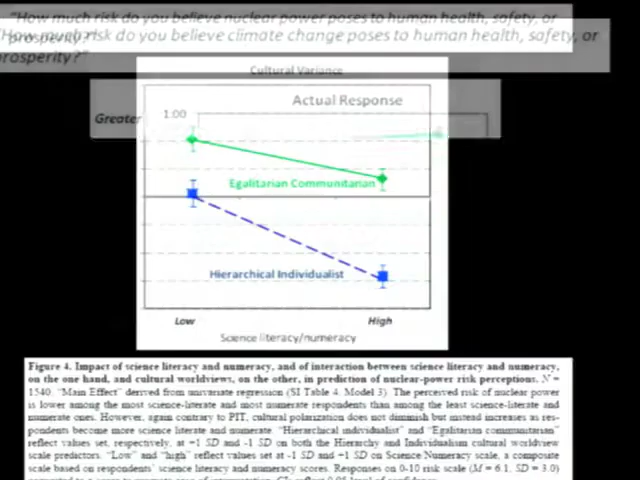 "How much risk do you believe nuclear power poses to human health, safety, or
prosperity?"
"How much risk do you believe climate change poses to human health, safety, or
prosperity?"
Cultural Variance
Actual Response
Greater
1.00
Egalitarian Communitarian
Hierarchical Individualist
Low High
Science literacy/numeracy
Figure 4. Impact of science literacy and numeracy, and of interaction between science literacy and numeracy,
on the one hand, and cultural worldviews, on the other, in prediction of nuclear-power risk perceptions. N =
1540. "Main Effect" derived from univariate regression (SI Table 4, Model 3). The perceived risk of nuclear power
is lower among the most science-literate and most numerate respondents than among the least science-literate and
numerate ones. However, again contrary to PIT, cultural polarization does not diminish but instead increases as res-
pondents become more science literate and numerate. "Hierarchical individualist" and "Egalitarian communitarian"
reflect values set, respectively, at +1 SD and -1 SD on both the Hierarchy and Individualism cultural worldview
scale predictors. "Low" and "high" reflect values set at -1 SD and +1 SD on Science Numeracy scale, a composite
scale based on respondents' science literacy and numeracy scores. Responses on 0-10 risk scale (M = 6.1, SD = 3.0)